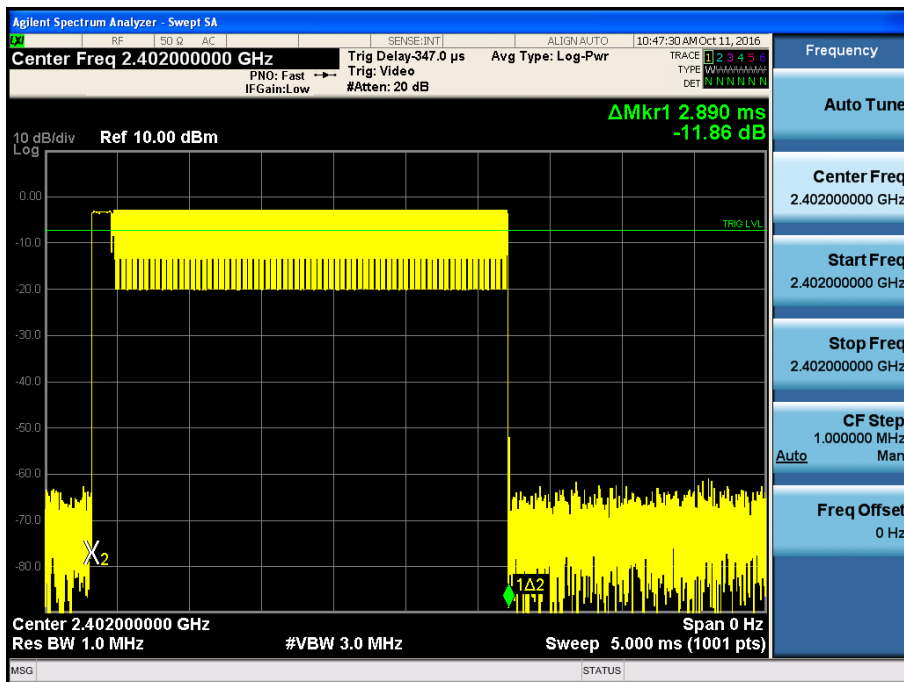 Agilent Spectrum Analyzer - Swept SA
LXI RF 50 Ω AC SENSE:INT ALIGN AUTO 10:47:30 AM Oct 11, 2016
Center Freq 2.402000000 GHz
PNO: Fast
IFGain:Low
Trig Delay-347.0 µs
Trig: Video
#Atten: 20 dB
Avg Type: Log-Pwr
TRACE 1 2 3 4 5 6
TYPE WWWWWW
DET N N N N N N
ΔMkr1 2.890 ms
-11.86 dB
10 dB/div Ref 10.00 dBm
Log
0.00
TRIG LVL
-10.0
-20.0
-30.0
-40.0
-50.0
-60.0
-70.0
X2
-80.0
1Δ2
Center 2.402000000 GHz Span 0 Hz
Res BW 1.0 MHz #VBW 3.0 MHz Sweep 5.000 ms (1001 pts)
MSG STATUS
Frequency
Auto Tune
Center Freq
2.402000000 GHz
Start Freq
2.402000000 GHz
Stop Freq
2.402000000 GHz
CF Step
1.000000 MHz
Auto Man
Freq Offset
0 Hz